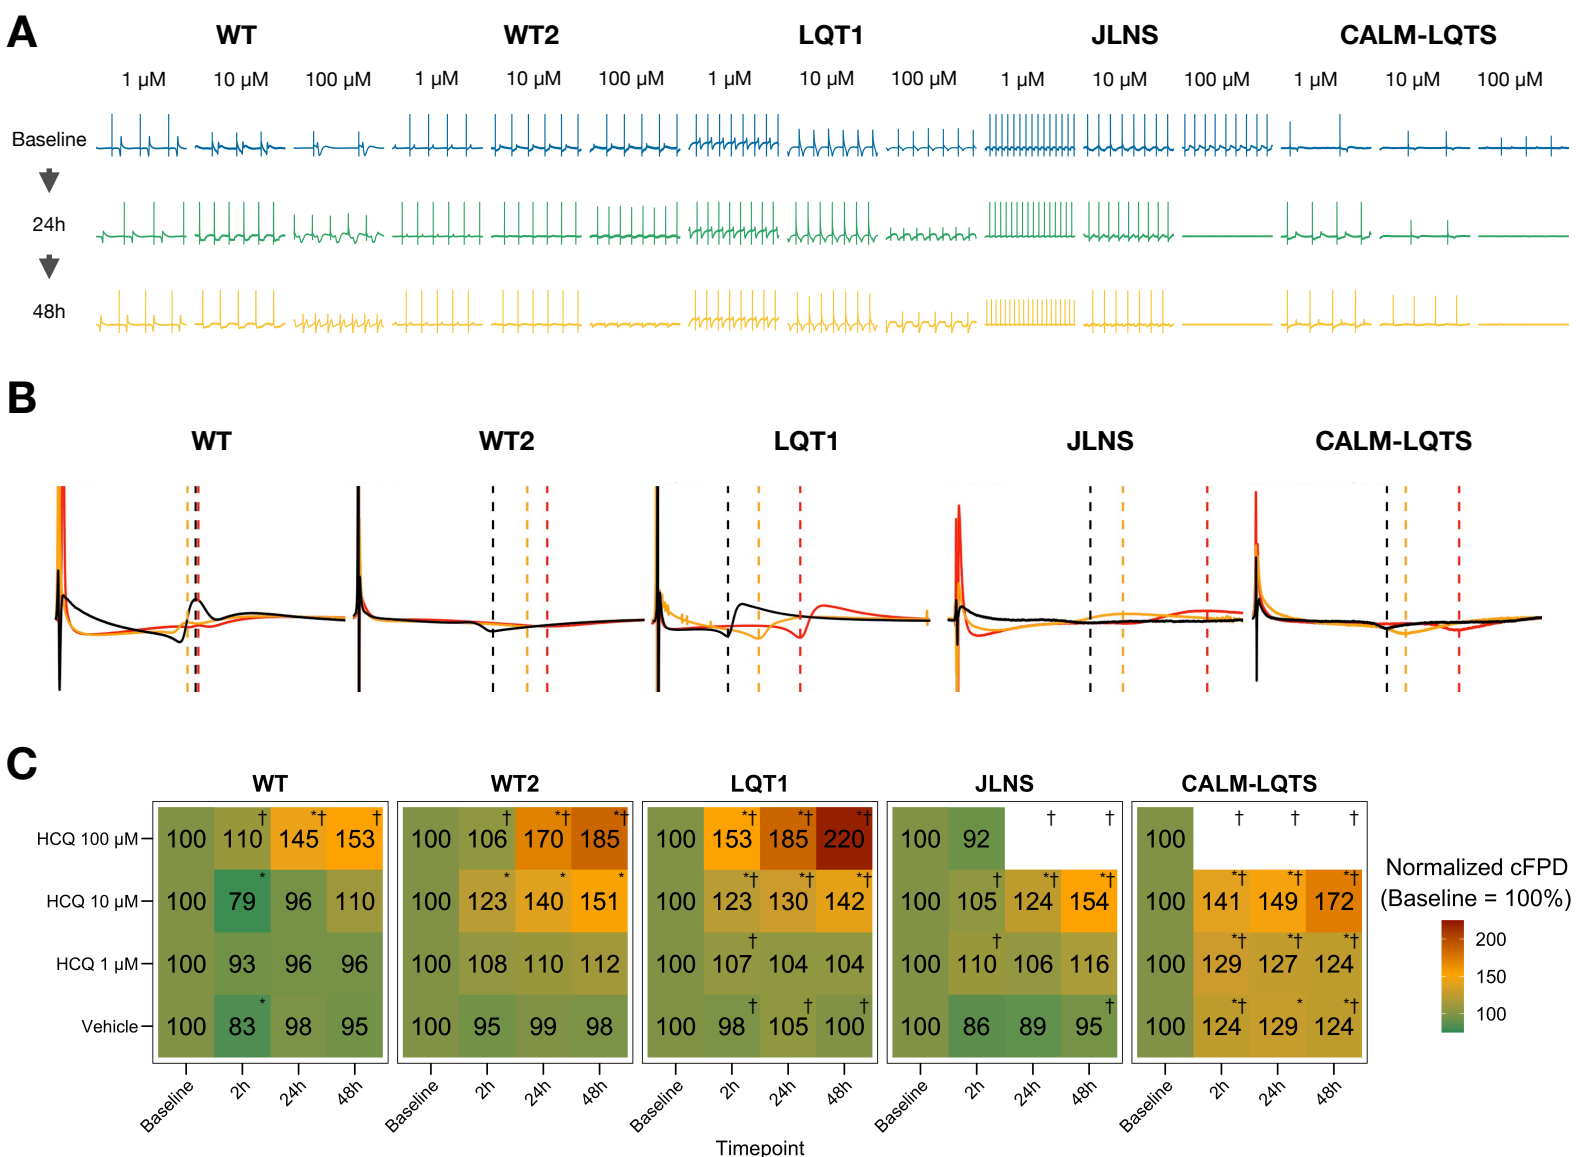 A
WT WT2 LQT1 JLNS CALM-LQTS
1 µM 10 µM 100 µM 1 µM 10 µM 100 µM 1 µM 10 µM 100 µM 1 µM 10 µM 100 µM 1 µM 10 µM 100 µM
Baseline
24h
48h
B
WT WT2 LQT1 JLNS CALM-LQTS
C
WT WT2 LQT1 JLNS CALM-LQTS
HCQ 100 µM 100 110† 145*† 153† 100 106† 170*† 185*† 100 153*† 185*† 220*† 100 92 † † 100 † † †
HCQ 10 µM 100 79* 96 110 100 123* 140* 151* 100 123*† 130*† 142*† 100 105† 124*† 154*† 100 141*† 149*† 172*†
HCQ 1 µM 100 93 96 96 100 108 110 112 100 107† 104 104 100 110† 106 116 100 129*† 127*† 124*†
Vehicle 100 83* 98 95 100 95 99 98 100 98† 105† 100† 100 86 89 95† 100 124*† 129* 124*†
Baseline 2h 24h 48h Baseline 2h 24h 48h Baseline 2h 24h 48h Baseline 2h 24h 48h Baseline 2h 24h 48h
Timepoint
Normalized cFPD
(Baseline = 100%)
200
150
100